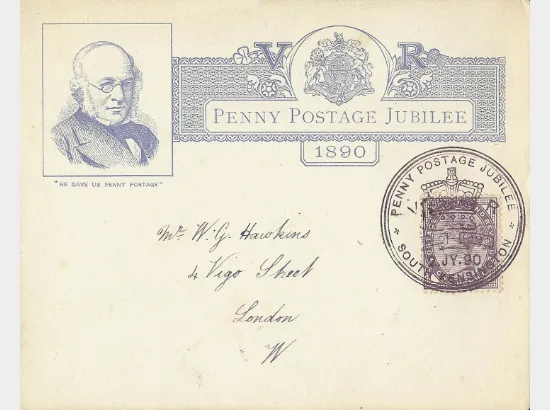 V R
PENNY POSTAGE JUBILEE
1890
"HE GAVE US PENNY POSTAGE"
PENNY POSTAGE JUBILEE
JY. 90
* SOUTH KENSINGTON *
Mr. W. G. Hawkins
4 Vigo Street
London
W